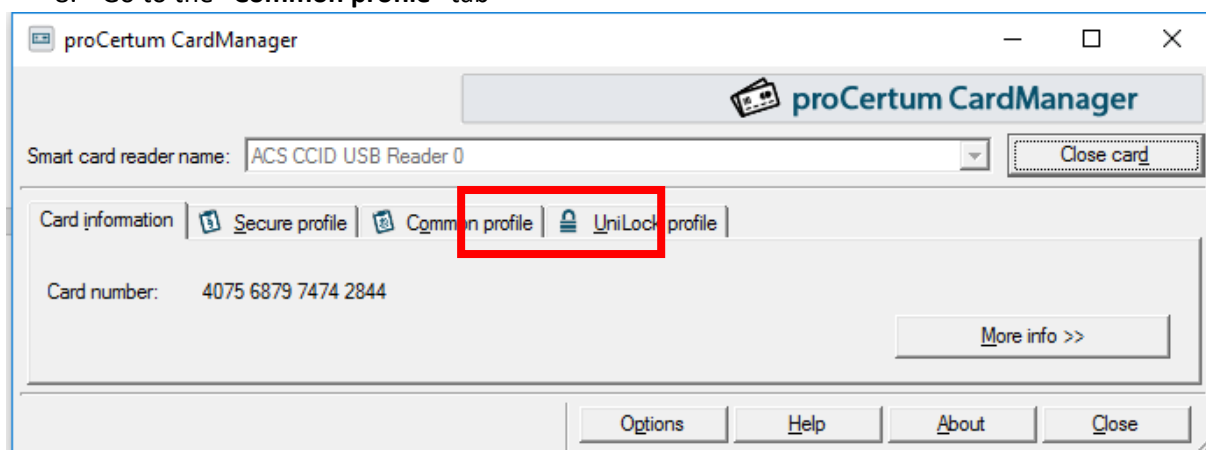 Go to the "Common profile" tab
proCertum CardManager
proCertum CardManager
Smart card reader name: ACS CCID USB Reader 0 Close card
Card information Secure profile Common profile UniLock profile
Card number: 4075 6879 7474 2844
More info >>
Options Help About Close